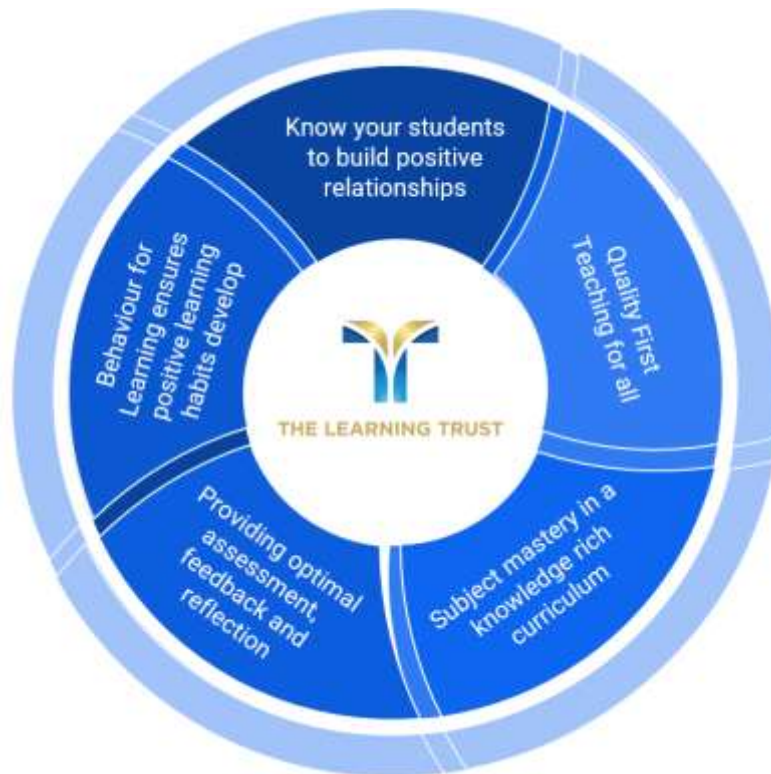 Know your students
to build positive
relationships
Quality First
Teaching for all
Subject mastery in a
knowledge rich
curriculum
Providing optimal
assessment,
feedback and
reflection
Behaviour for
Learning ensures
positive learning
habits develop
THE LEARNING TRUST